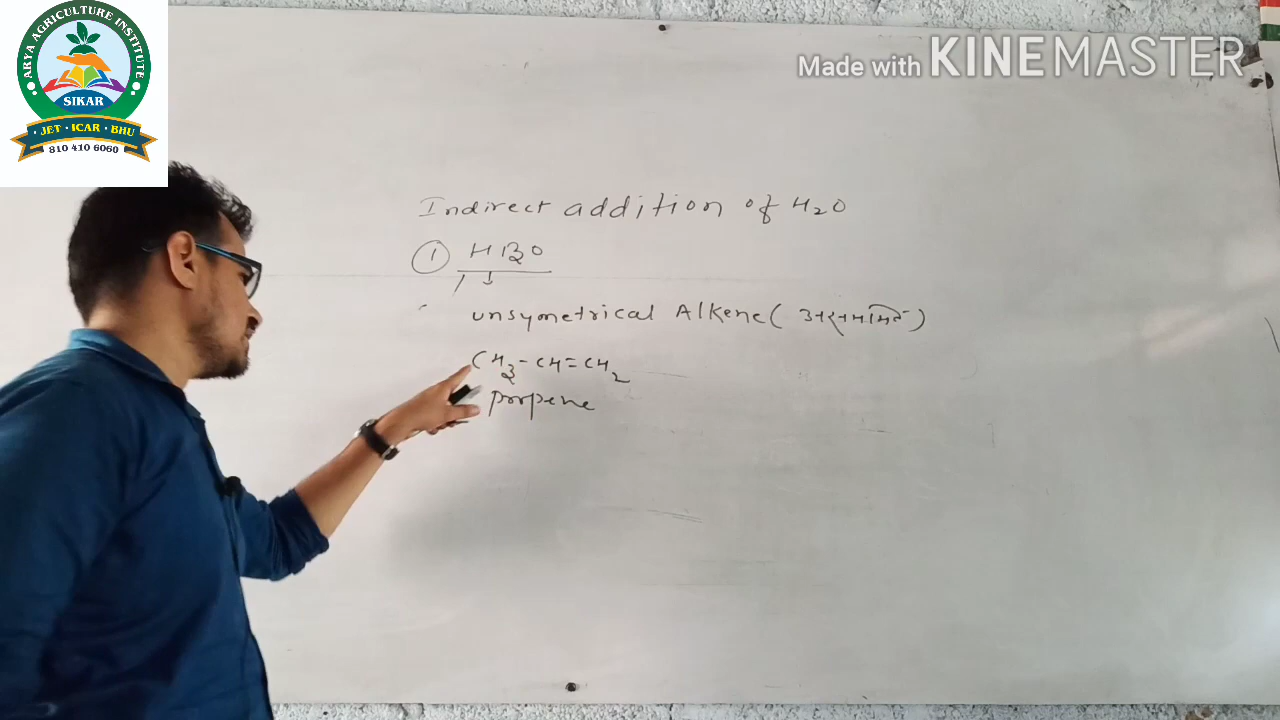 ARYA AGRICULTURE INSTITUTE
SIKAR
· JET · ICAR · BHU ·
810 410 6060
Made with KINEMASTER
Indirect addition of H₂O
① HBO
unsymetrical Alkene ( असममित )
CH₃-CH=CH₂
propene